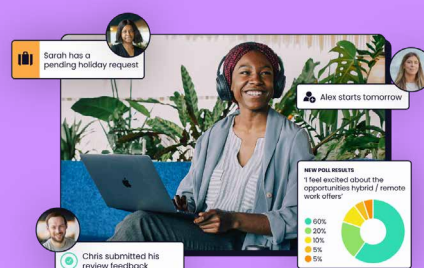 Sarah has a
pending holiday request
Alex starts tomorrow
NEW POLL RESULTS
'I feel excited about the
opportunities hybrid / remote
work offers'
60%
20%
10%
5%
5%
Chris submitted his
review feedback